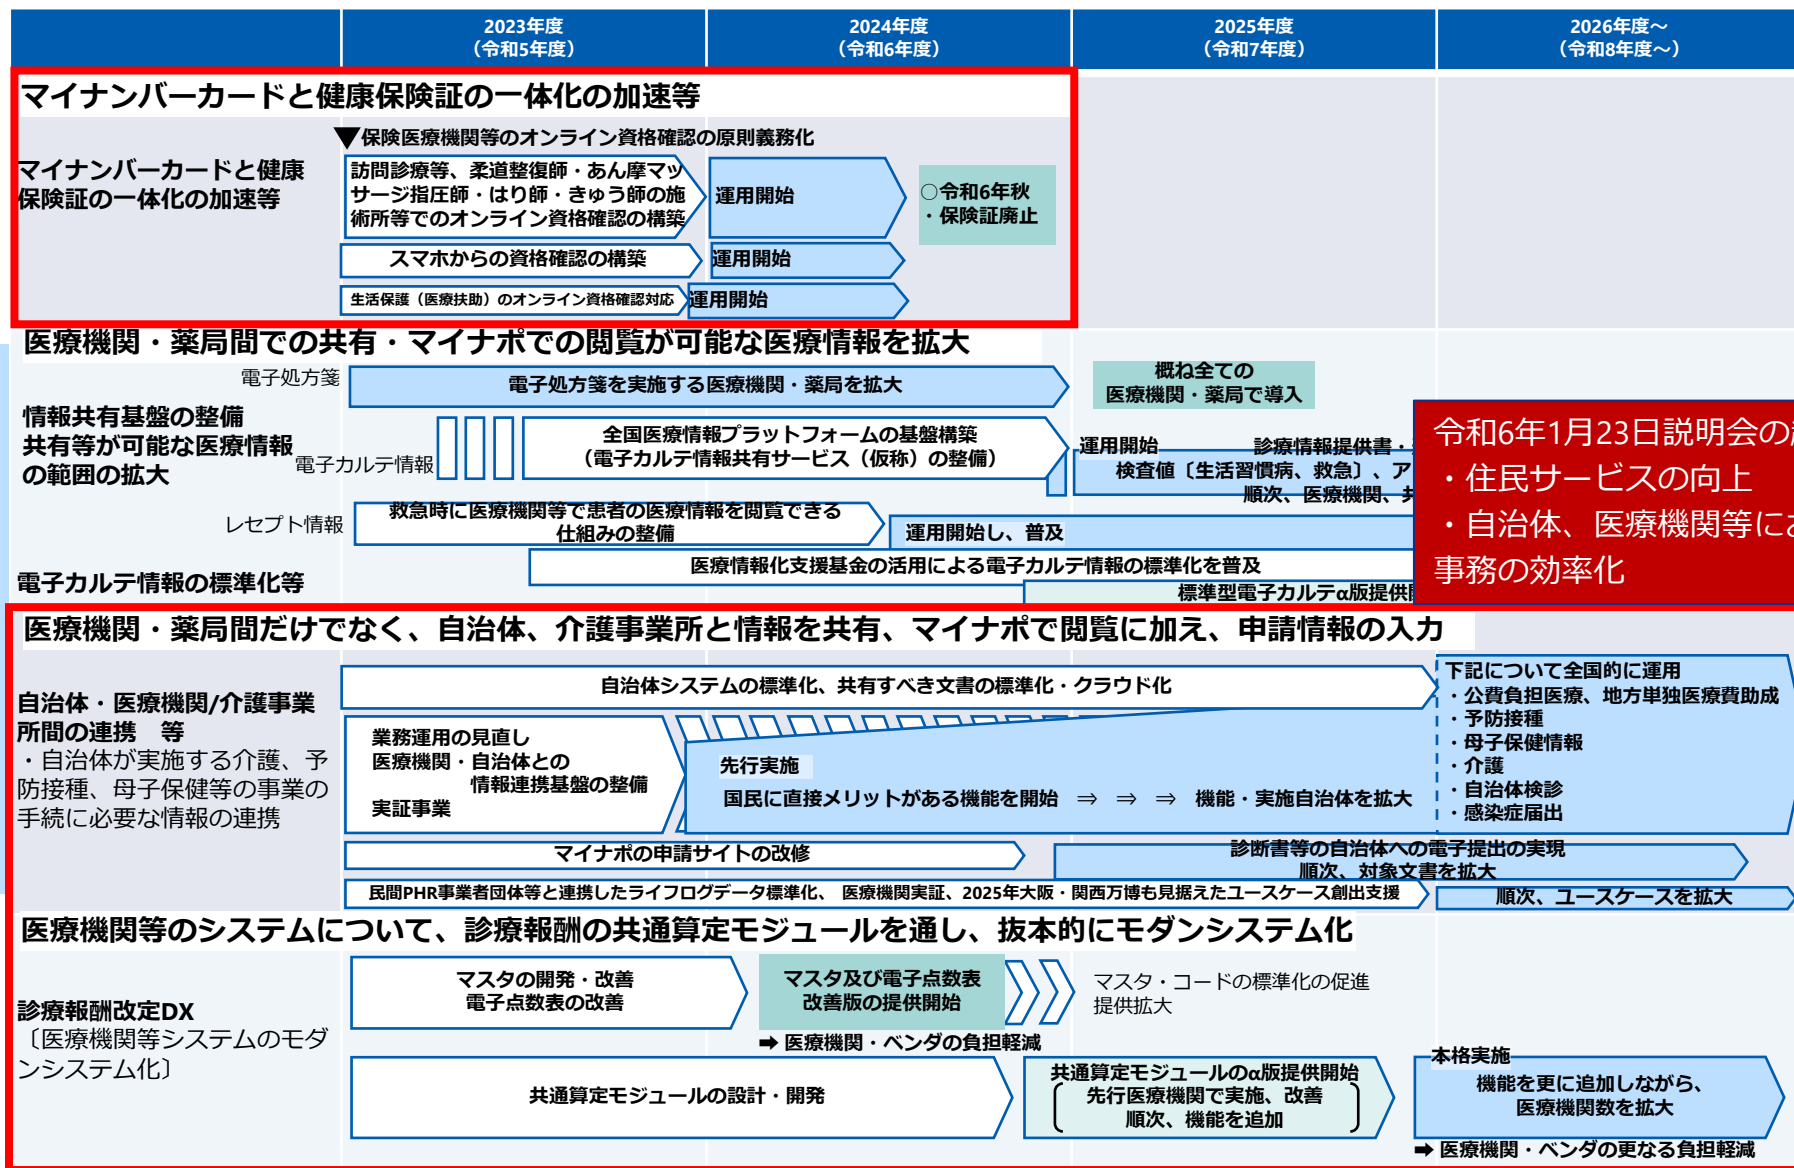 2023年度
（令和5年度）
2024年度
（令和6年度）
2025年度
（令和7年度）
2026年度～
（令和8年度～）
マイナンバーカードと健康保険証の一体化の加速等
▼保険医療機関等のオンライン資格確認の原則義務化
マイナンバーカードと健康
保険証の一体化の加速等
訪問診療等、柔道整復師・あん摩マッ
サージ指圧師・はり師・きゅう師の施
術所等でのオンライン資格確認の構築
運用開始
○令和6年秋
・保険証廃止
スマホからの資格確認の構築
運用開始
生活保護（医療扶助）のオンライン資格確認対応
運用開始
医療機関・薬局間での共有・マイナポでの閲覧が可能な医療情報を拡大
電子処方箋
電子処方箋を実施する医療機関・薬局を拡大
概ね全ての
医療機関・薬局で導入
情報共有基盤の整備
共有等が可能な医療情報
の範囲の拡大
電子カルテ情報
全国医療情報プラットフォームの基盤構築
（電子カルテ情報共有サービス（仮称）の整備）
運用開始
診療情報提供書・
検査値〔生活習慣病、救急〕、ア
順次、医療機関、
令和6年1月23日説明会の
・住民サービスの向上
・自治体、医療機関等に
事務の効率化
レセプト情報
救急時に医療機関等で患者の医療情報を閲覧できる
仕組みの整備
運用開始し、普及
電子カルテ情報の標準化等
医療情報化支援基金の活用による電子カルテ情報の標準化を普及
標準型電子カルテα版提供
医療機関・薬局間だけでなく、自治体、介護事業所と情報を共有、マイナポで閲覧に加え、申請情報の入力
自治体・医療機関/介護事業
所間の連携　等
・自治体が実施する介護、予
防接種、母子保健等の事業の
手続に必要な情報の連携
自治体システムの標準化、共有すべき文書の標準化・クラウド化
業務運用の見直し
医療機関・自治体との
情報連携基盤の整備
実証事業
先行実施
国民に直接メリットがある機能を開始　⇒　⇒　⇒　機能・実施自治体を拡大
下記について全国的に運用
・公費負担医療、地方単独医療費助成
・予防接種
・母子保健情報
・介護
・自治体検診
・感染症届出
マイナポの申請サイトの改修
診断書等の自治体への電子提出の実現
順次、対象文書を拡大
民間PHR事業者団体等と連携したライフログデータ標準化、 医療機関実証、2025年大阪・関西万博も見据えたユースケース創出支援
順次、ユースケースを拡大
医療機関等のシステムについて、診療報酬の共通算定モジュールを通し、抜本的にモダンシステム化
診療報酬改定DX
〔医療機関等システムのモダ
ンシステム化〕
マスタの開発・改善
電子点数表の改善
マスタ及び電子点数表
改善版の提供開始
マスタ・コードの標準化の促進
提供拡大
➡ 医療機関・ベンダの負担軽減
共通算定モジュールの設計・開発
共通算定モジュールのα版提供開始
先行医療機関で実施、改善
順次、機能を追加
本格実施
機能を更に追加しながら、
医療機関数を拡大
➡ 医療機関・ベンダの更なる負担軽減